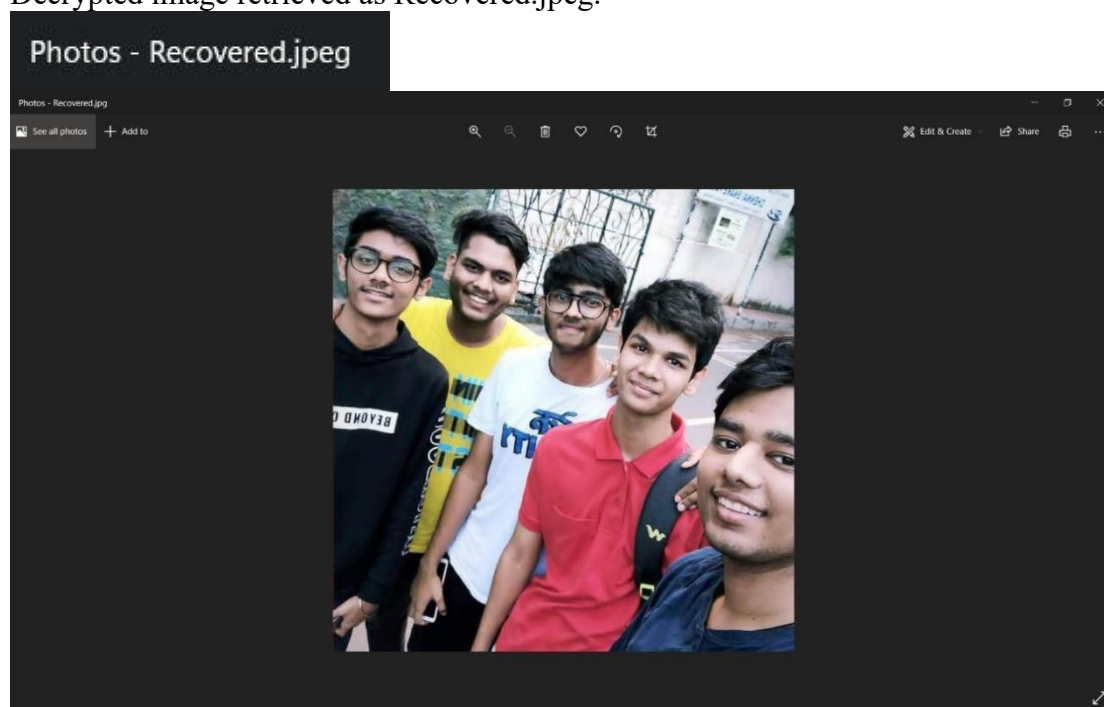 Decrypted image retrieved as Recovered.jpeg.
Photos - Recovered.jpeg
Photos - Recovered.jpg
See all photos
Add to
Edit & Create
Share
BEYOND